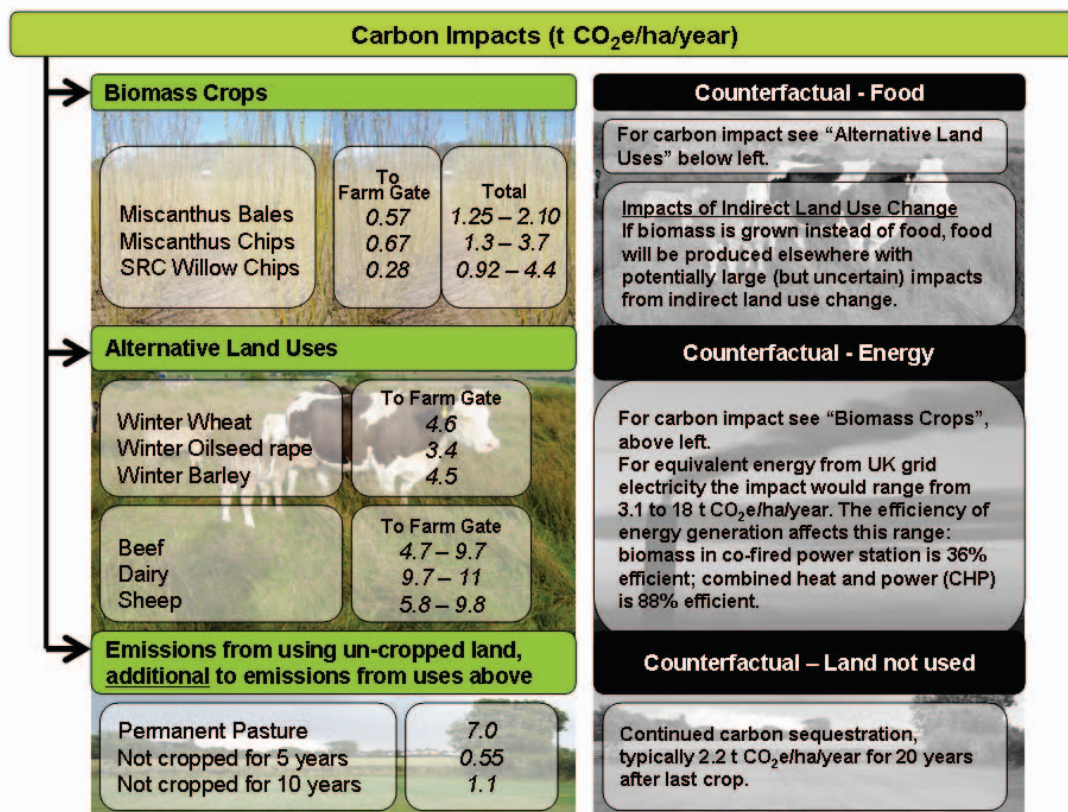 Carbon Impacts (t CO₂e/ha/year)
Biomass Crops
To
Farm Gate
Total
Miscanthus Bales 0.57 1.25 – 2.10
Miscanthus Chips 0.67 1.3 – 3.7
SRC Willow Chips 0.28 0.92 – 4.4
Counterfactual - Food
For carbon impact see “Alternative Land
Uses” below left.
Impacts of Indirect Land Use Change
If biomass is grown instead of food, food
will be produced elsewhere with
potentially large (but uncertain) impacts
from indirect land use change.
Alternative Land Uses
To Farm Gate
Winter Wheat 4.6
Winter Oilseed rape 3.4
Winter Barley 4.5
To Farm Gate
Beef 4.7 – 9.7
Dairy 9.7 – 11
Sheep 5.8 – 9.8
Counterfactual - Energy
For carbon impact see “Biomass Crops”,
above left.
For equivalent energy from UK grid
electricity the impact would range from
3.1 to 18 t CO₂e/ha/year. The efficiency of
energy generation affects this range:
biomass in co-fired power station is 36%
efficient; combined heat and power (CHP)
is 88% efficient.
Emissions from using un-cropped land,
additional to emissions from uses above
Permanent Pasture 7.0
Not cropped for 5 years 0.55
Not cropped for 10 years 1.1
Counterfactual – Land not used
Continued carbon sequestration,
typically 2.2 t CO₂e/ha/year for 20 years
after last crop.